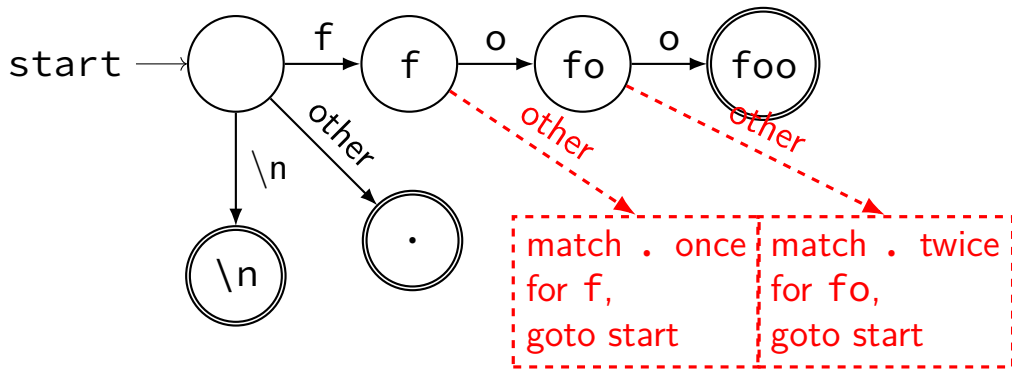 start
f
f
o
fo
o
foo
other
other
other
\n
\n
.
match . once
for f,
goto start
match . twice
for fo,
goto start